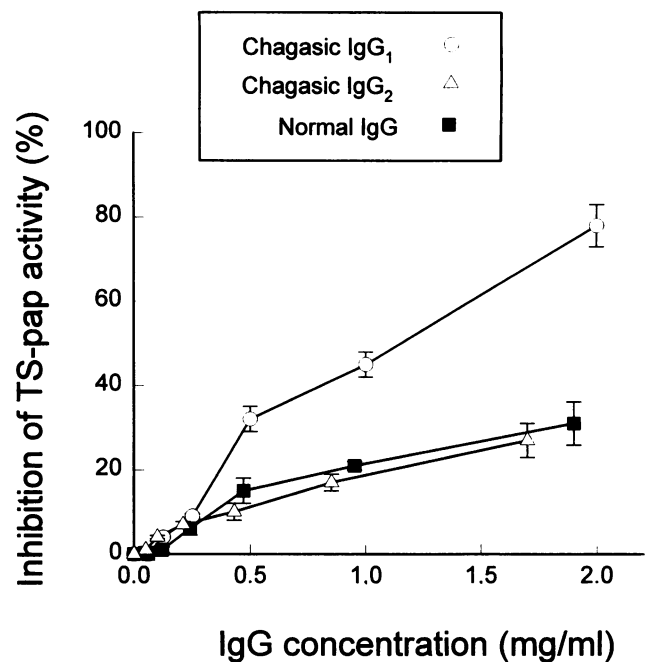 Chagasic IgG₁
Chagasic IgG₂
Normal IgG
Inhibition of TS-pap activity (%)
100
80
60
40
20
0
0.0 0.5 1.0 1.5 2.0
IgG concentration (mg/ml)